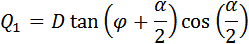 Q₁ = D tan (φ + α/2) cos (α/2)